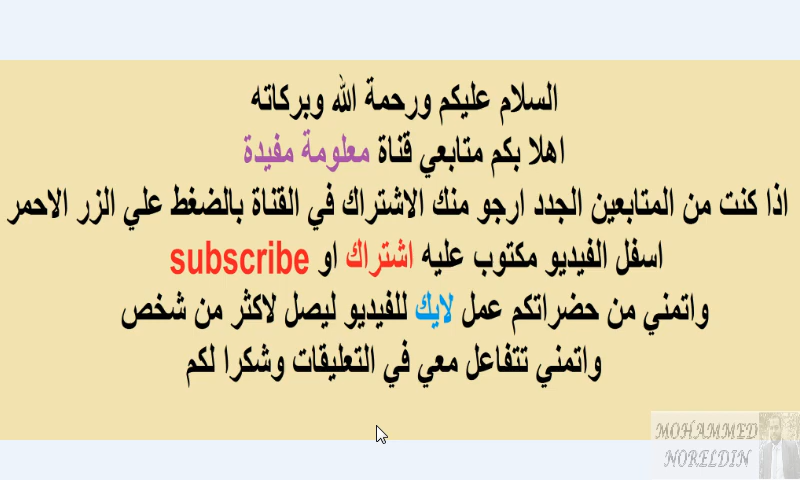 السلام عليكم ورحمة الله وبركاته
اهلا بكم متابعي قناة معلومة مفيدة
اذا كنت من المتابعين الجدد ارجو منك الاشتراك في القناة بالضغط علي الزر الاحمر
اسفل الفيديو مكتوب عليه اشتراك او subscribe
واتمني من حضراتكم عمل لايك للفيديو ليصل لاكثر من شخص
واتمني تتفاعل معي في التعليقات وشكرا لكم
MOHAMMED
NORELDIN